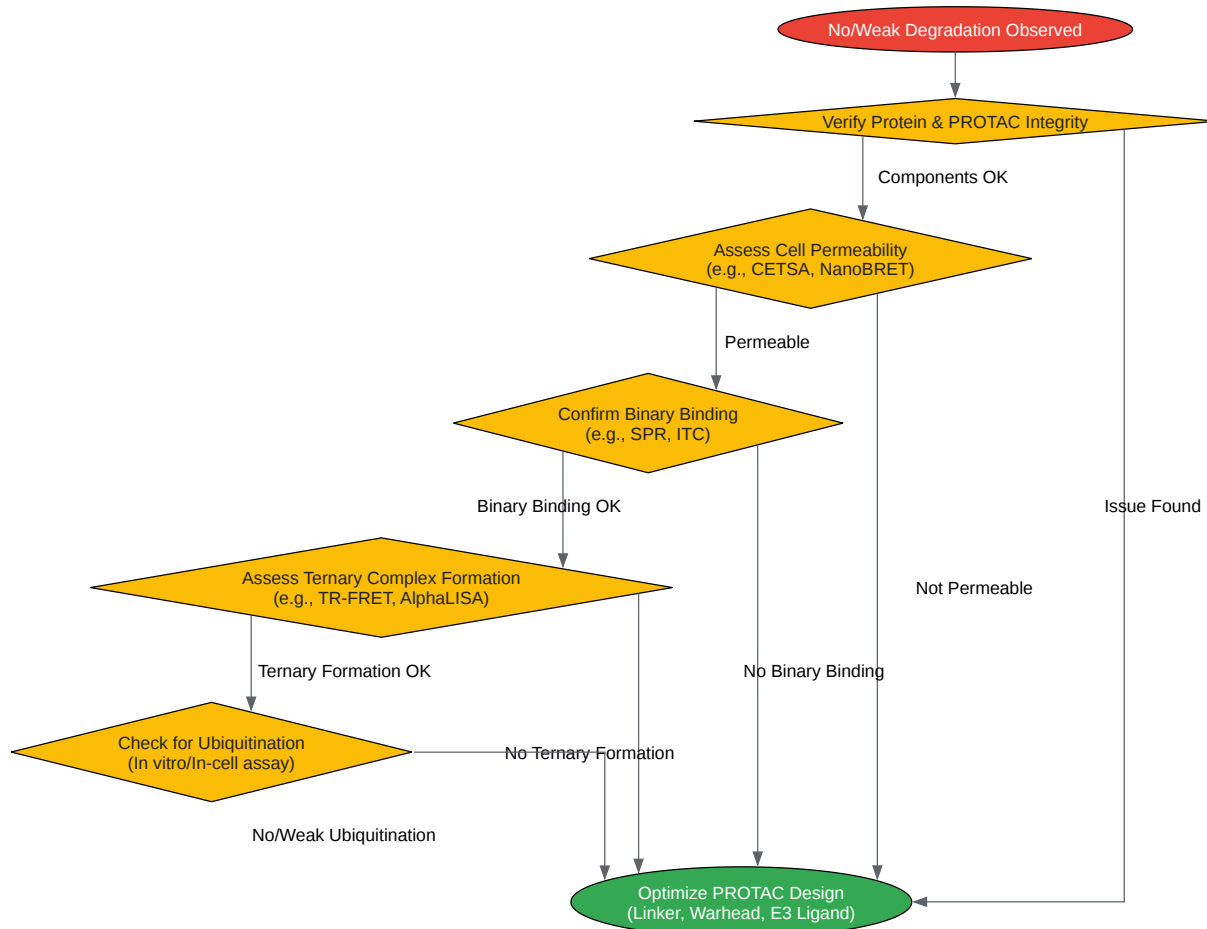 No/Weak Degradation Observed
Verify Protein & PROTAC Integrity
Components OK
Assess Cell Permeability
(e.g., CETSA, NanoBRET)
Permeable
Confirm Binary Binding
(e.g., SPR, ITC)
Binary Binding OK
Issue Found
Assess Ternary Complex Formation
(e.g., TR-FRET, AlphaLISA)
Not Permeable
Ternary Formation OK
No Binary Binding
Check for Ubiquitination
(In vitro/In-cell assay)
No Ternary Formation
No/Weak Ubiquitination
Optimize PROTAC Design
(Linker, Warhead, E3 Ligand)